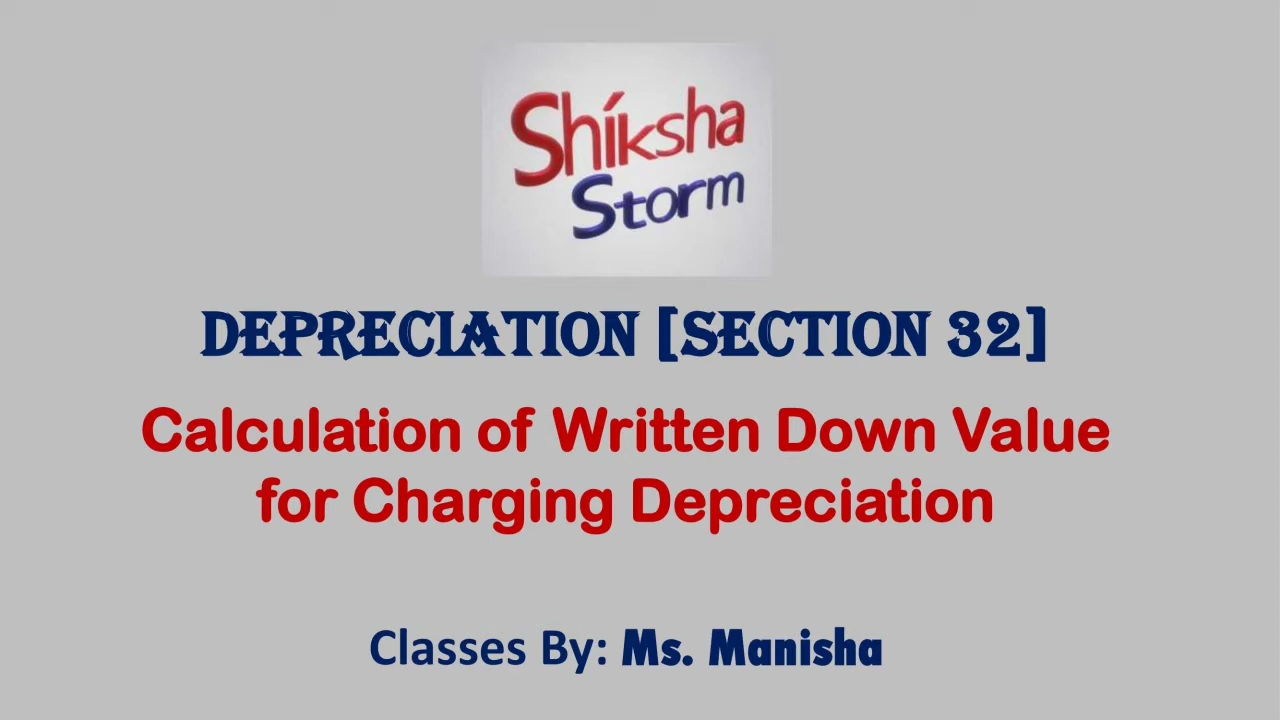 Shíksha
Storm
DEPRECIATION [SECTION 32]
Calculation of Written Down Value
for Charging Depreciation
Classes By: Ms. Manisha